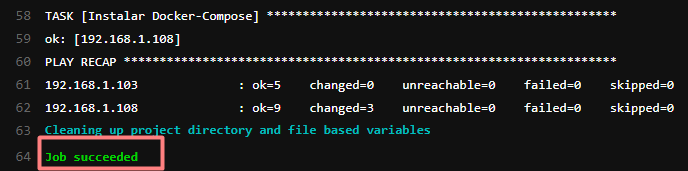 58 TASK [Instalar Docker-Compose] *************************************************
59 ok: [192.168.1.108]
60 PLAY RECAP *********************************************************************
61 192.168.1.103 : ok=5 changed=0 unreachable=0 failed=0 skipped=0
62 192.168.1.108 : ok=9 changed=3 unreachable=0 failed=0 skipped=0
63 Cleaning up project directory and file based variables
64 Job succeeded